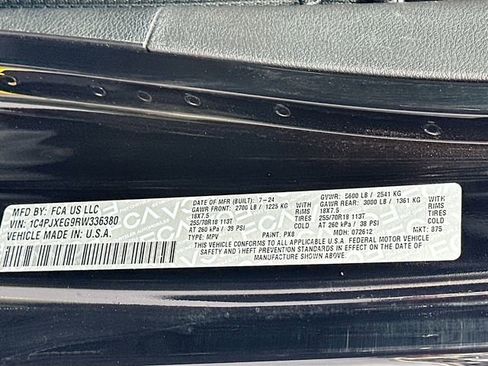 MFD BY: FCA US LLC
VIN: 1C4PJXEG9RW336380
VEHICLE MADE IN: U.S.A.
DATE OF MFR (BUILT): 7-24 GVWR: 5600 LB / 2541 KG
GAWR FRONT: 2700 LB / 1225 KG WITH GAWR REAR: 3000 LB / 1361 KG WITH
18X7.5 RIMS 18X7.5 RIMS
255/70R18 113T TIRES 255/70R18 113T TIRES
AT 260 kPa / 39 PSI COLD AT 260 kPa / 38 PSI COLD
TYPE: MPV PAINT: PX8 MDH: 072612 MKT: 375
THIS VEHICLE CONFORMS TO ALL APPLICABLE U.S.A. FEDERAL MOTOR VEHICLE
SAFETY AND THEFT PREVENTION STANDARDS IN EFFECT ON THE DATE OF
MANUFACTURE SHOWN ABOVE.